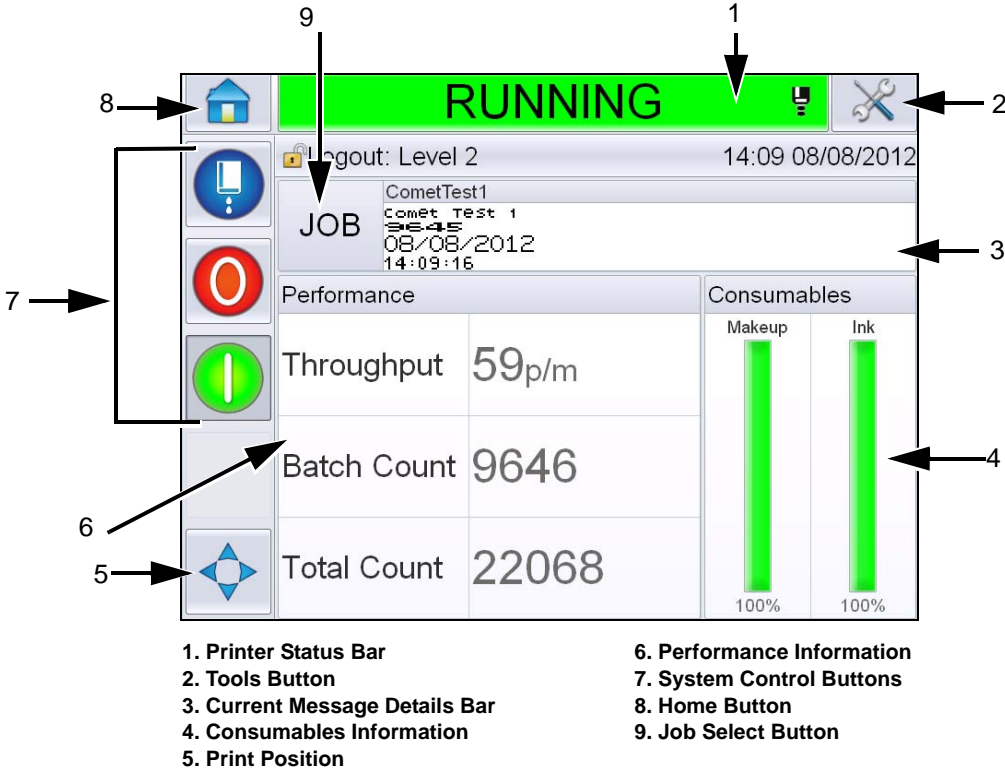 9
1
RUNNING
8
2
Logout: Level 2
14:09 08/08/2012
CometTest1
JOB
Comet Test 1
9645
08/08/2012
14:09:16
3
7
Performance
Consumables
Makeup
Ink
Throughput
59p/m
Batch Count
9646
4
6
5
Total Count
22068
100%
100%
1. Printer Status Bar
2. Tools Button
3. Current Message Details Bar
4. Consumables Information
5. Print Position
6. Performance Information
7. System Control Buttons
8. Home Button
9. Job Select Button